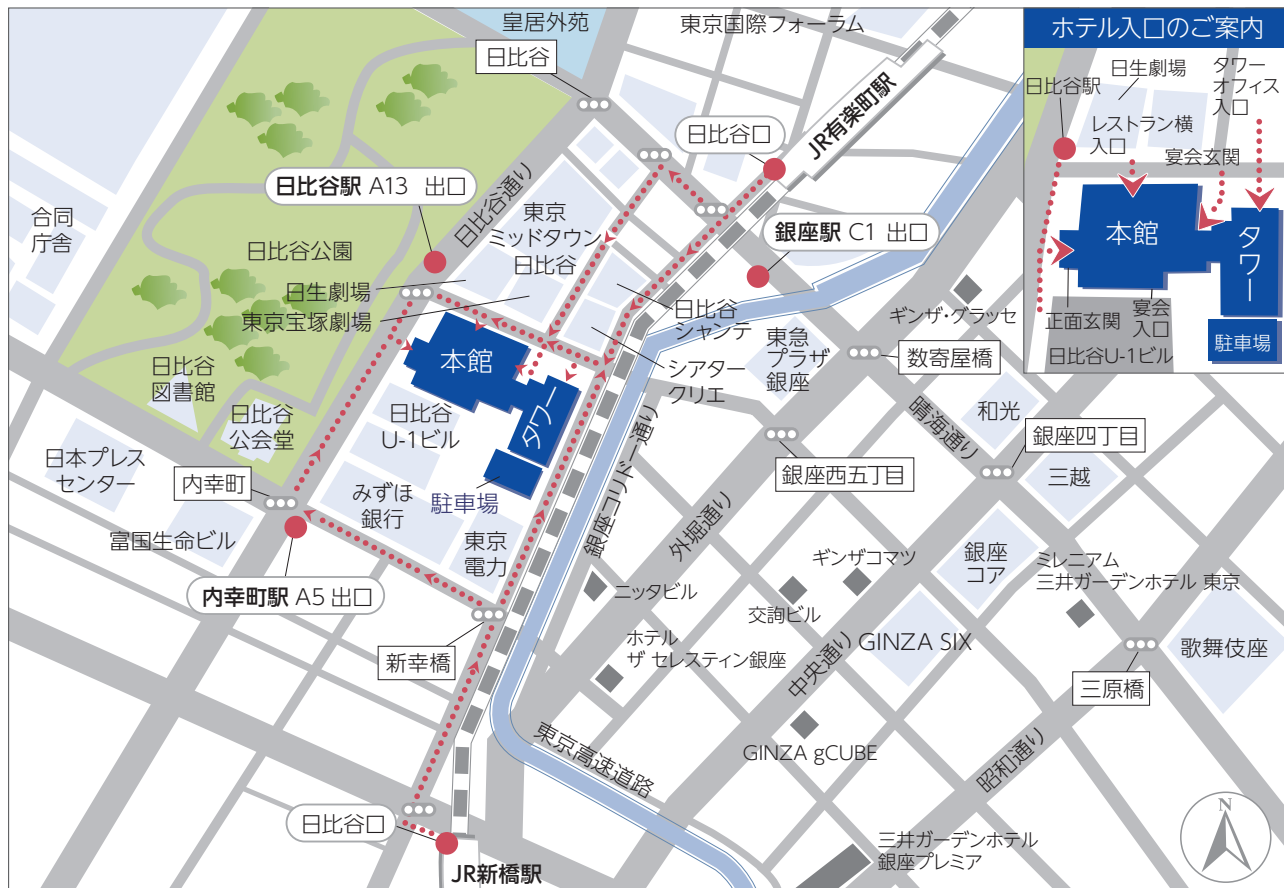 皇居外苑
東京国際フォーラム
日比谷
JR有楽町駅
日比谷口
日比谷駅 A13 出口
日比谷通り
合同
庁舎
日比谷公園
東京
ミッドタウン
日比谷
銀座駅 C1 出口
日生劇場
東京宝塚劇場
日比谷
シャンテ
シアター
クリエ
本館
タワー
駐車場
日比谷
U-1ビル
みずほ
銀行
東京
電力
日比谷
図書館
日比谷
公会堂
日本プレス
センター
内幸町
富国生命ビル
内幸町駅 A5 出口
新幸橋
日比谷口
JR新橋駅
ギンザ・グラッセ
東急
プラザ
銀座
数寄屋橋
晴海通り
和光
銀座四丁目
三越
銀座西五丁目
銀座コリドー通り
外堀通り
ギンザコマツ
銀座
コア
ミレニアム
三井ガーデンホテル 東京
ニッタビル
交詢ビル
ホテル
ザ セレスティン銀座
中央通り
GINZA SIX
歌舞伎座
三原橋
GINZA gCUBE
昭和通り
東京高速道路
三井ガーデンホテル
銀座プレミア
N
ホテル入口のご案内
日比谷駅
日生劇場
タワー
オフィス
入口
レストラン横
入口
宴会玄関
本館
タワー
正面玄関
宴会
入口
日比谷U-1ビル
駐車場